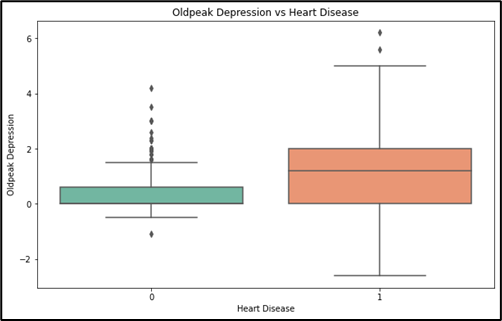 Oldpeak Depression vs Heart Disease
Oldpeak Depression
6
4
2
0
−2
0
1
Heart Disease